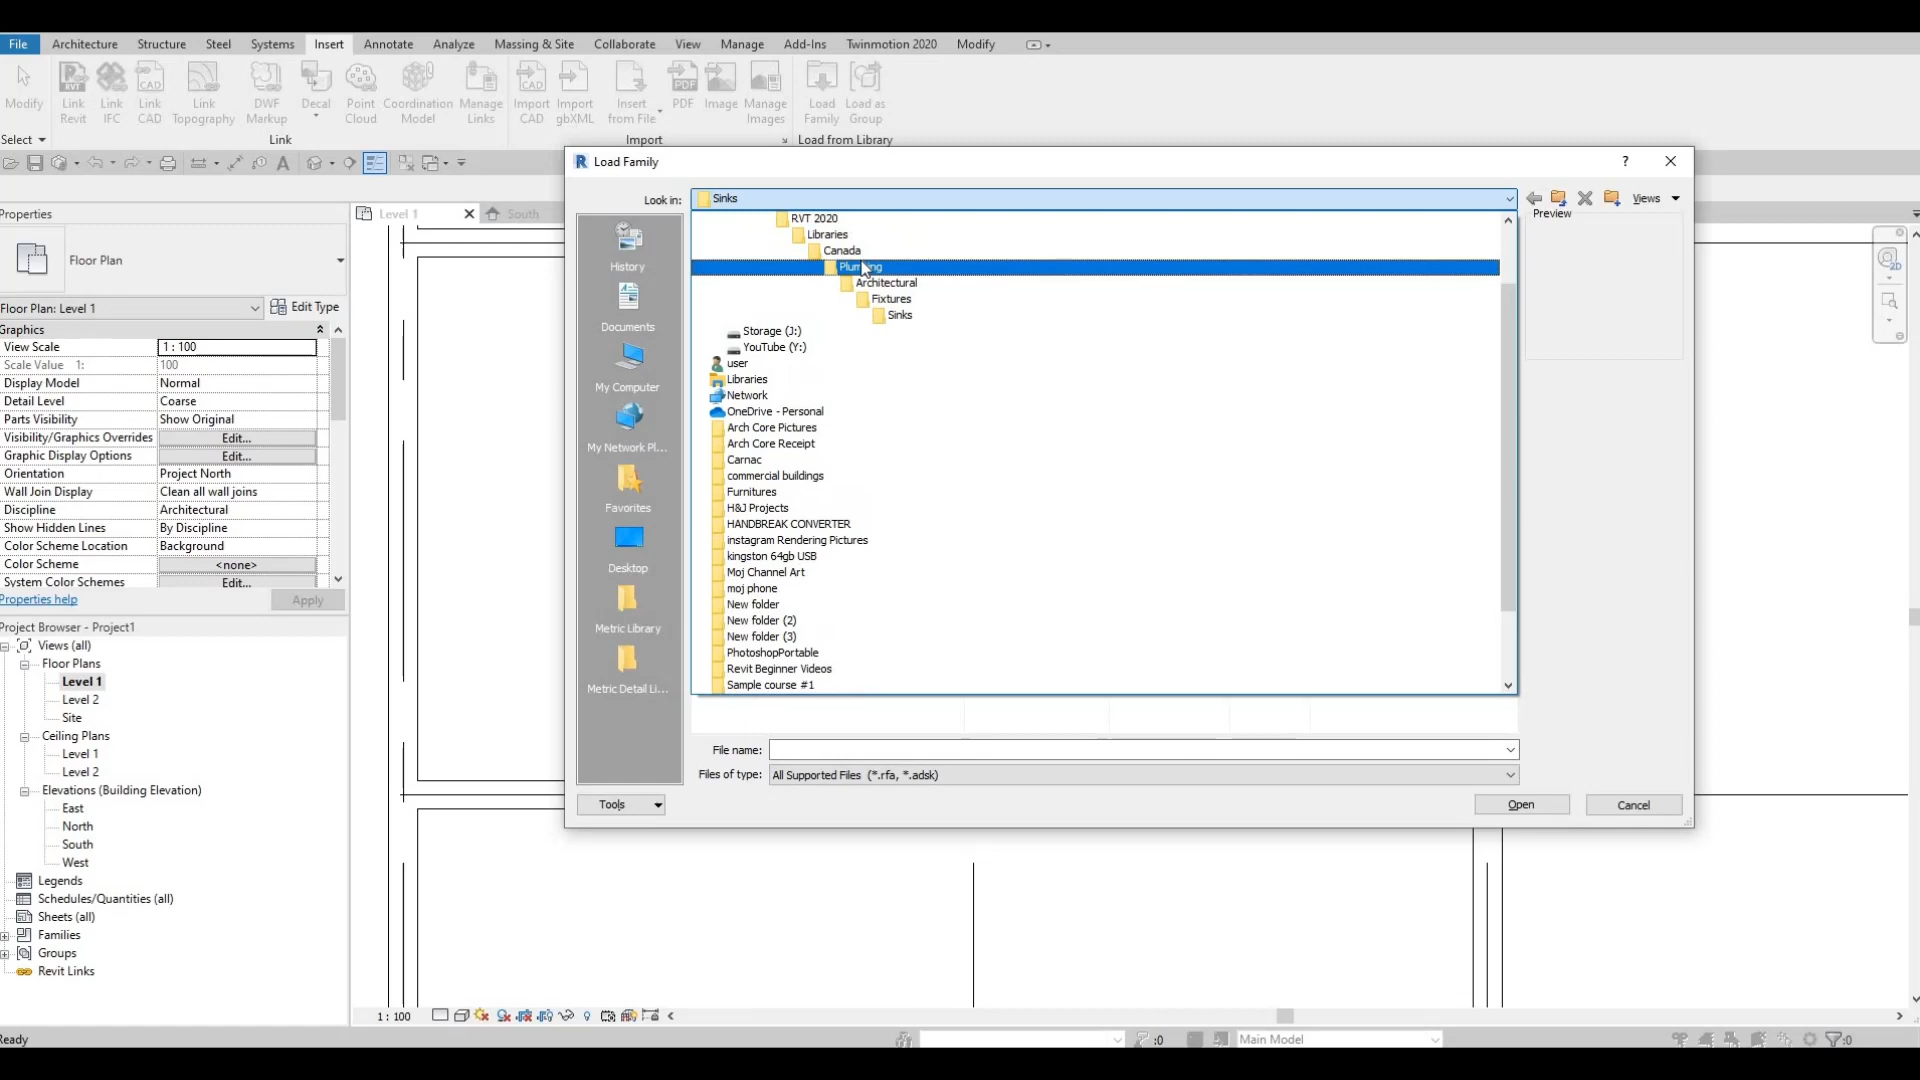 File Architecture Structure Steel Systems Insert Annotate Analyze Massing & Site Collaborate View Manage Add-Ins Twinmotion 2020 Modify
Modify
Link Revit
Link IFC
Link CAD
Link Topography
DWF Markup
Decal
Point Cloud
Coordination Model
Manage Links
Import CAD
Import gbXML
Insert from File
PDF
Image
Manage Images
Load Family
Load as Group
Select Link Import Load from Library
Load Family
Look in: Sinks Views
Preview
History
Documents
My Computer
My Network Pl...
Favorites
Desktop
Metric Library
Metric Detail Li...
RVT 2020
Libraries
Canada
Architectural
Fixtures
Sinks
Storage (J:)
YouTube (Y:)
user
Libraries
Network
OneDrive - Personal
Arch Core Pictures
Arch Core Receipt
Carnac
commercial buildings
Furnitures
H&J Projects
HANDBREAK CONVERTER
instagram Rendering Pictures
kingston 64gb USB
Moj Channel Art
moj phone
New folder
New folder (2)
New folder (3)
PhotoshopPortable
Revit Beginner Videos
Sample course #1
File name:
Files of type: All Supported Files (*.rfa, *.adsk)
Tools Open Cancel
Properties
Level 1 South
Floor Plan
Floor Plan: Level 1 Edit Type
Graphics
View Scale 1 : 100
Scale Value 1: 100
Display Model Normal
Detail Level Coarse
Parts Visibility Show Original
Visibility/Graphics Overrides Edit...
Graphic Display Options Edit...
Orientation Project North
Wall Join Display Clean all wall joins
Discipline Architectural
Show Hidden Lines By Discipline
Color Scheme Location Background
Color Scheme <none>
System Color Schemes Edit...
Properties help Apply
Project Browser - Project1
Views (all)
Floor Plans
Level 1
Level 2
Site
Ceiling Plans
Level 1
Level 2
Elevations (Building Elevation)
East
North
South
West
Legends
Schedules/Quantities (all)
Sheets (all)
Families
Groups
Revit Links
1 : 100
Ready :0 Main Model :0